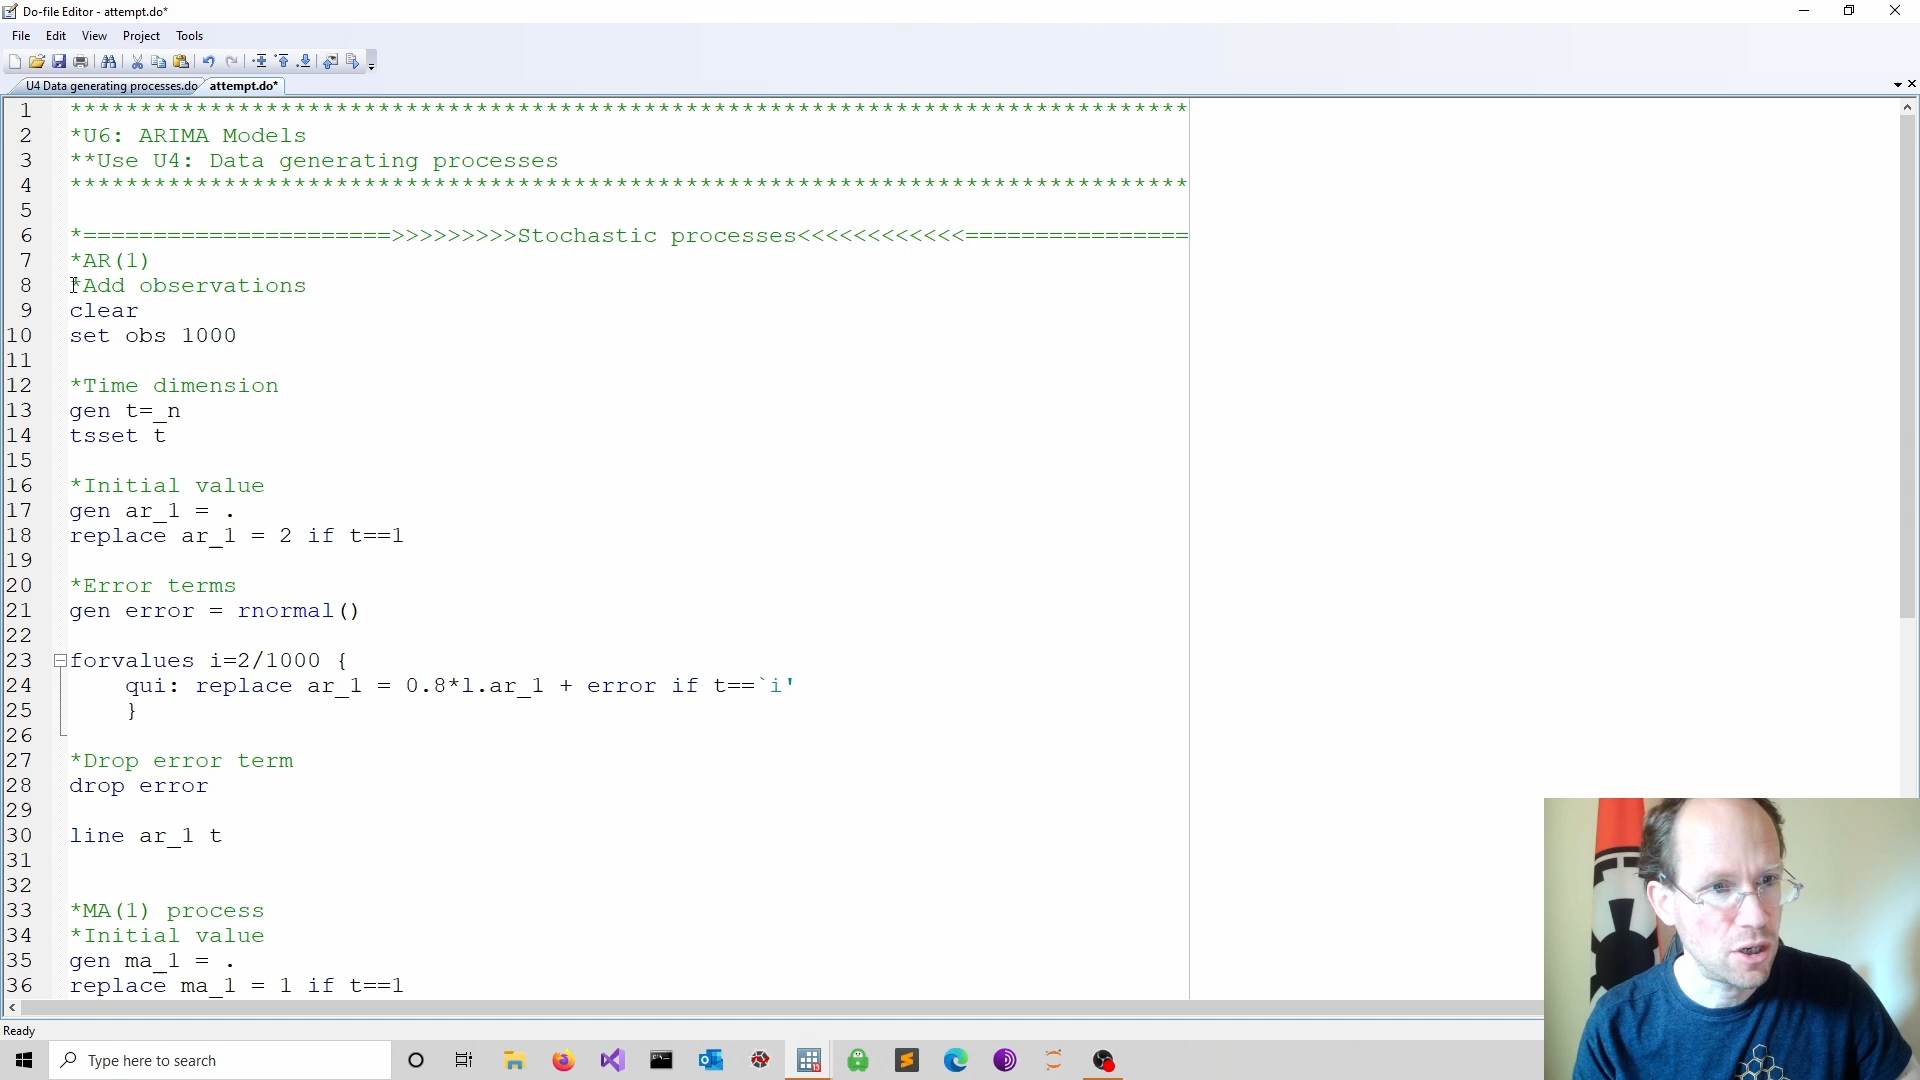 Do-file Editor - attempt.do*
File Edit View Project Tools
U4 Data generating processes.do attempt.do*
1 ********************************************************************************
2 *U6: ARIMA Models
3 **Use U4: Data generating processes
4 ********************************************************************************
5
6 *======================>>>>>>>>>Stochastic processes<<<<<<<<<<<<================
7 *AR(1)
8 *Add observations
9 clear
10 set obs 1000
11
12 *Time dimension
13 gen t=_n
14 tsset t
15
16 *Initial value
17 gen ar_1 = .
18 replace ar_1 = 2 if t==1
19
20 *Error terms
21 gen error = rnormal()
22
23 forvalues i=2/1000 {
24 qui: replace ar_1 = 0.8*l.ar_1 + error if t==`i'
25 }
26
27 *Drop error term
28 drop error
29
30 line ar_1 t
31
32
33 *MA(1) process
34 *Initial value
35 gen ma_1 = .
36 replace ma_1 = 1 if t==1
Ready
Type here to search